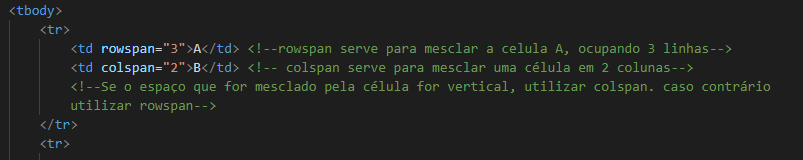 <tbody>
<tr>
<td rowspan="3">A</td> <!--rowspan serve para mesclar a celula A, ocupando 3 linhas-->
<td colspan="2">B</td> <!-- colspan serve para mesclar uma célula em 2 colunas-->
<!--Se o espaço que for mesclado pela célula for vertical, utilizar colspan. caso contrário
utilizar rowspan-->
</tr>
<tr>